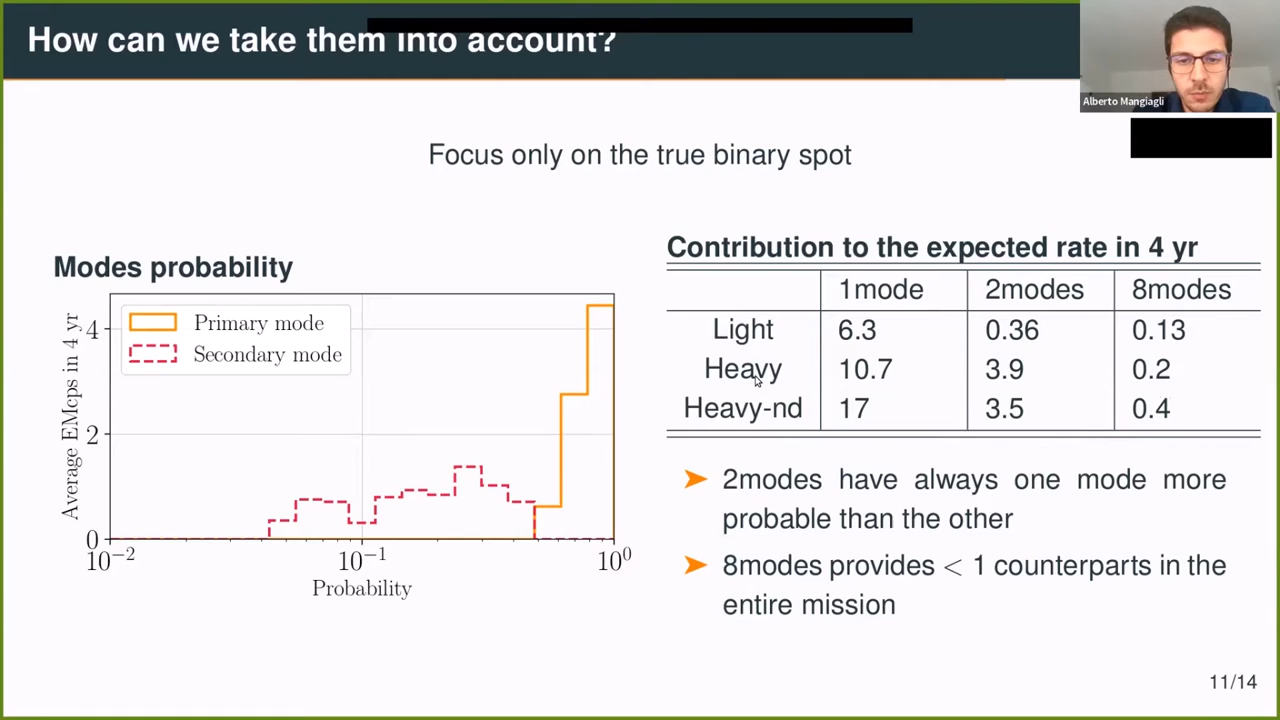 How can we take them into account?
Alberto Mangiagli
Focus only on the true binary spot
Modes probability
Primary mode
Secondary mode
Average EMcps in 4 yr
4
2
0
10⁻²
10⁻¹
10⁰
Probability
Contribution to the expected rate in 4 yr
1mode 2modes 8modes
Light 6.3 0.36 0.13
Heavy 10.7 3.9 0.2
Heavy-nd 17 3.5 0.4
➤ 2modes have always one mode more
probable than the other
➤ 8modes provides < 1 counterparts in the
entire mission
11/14